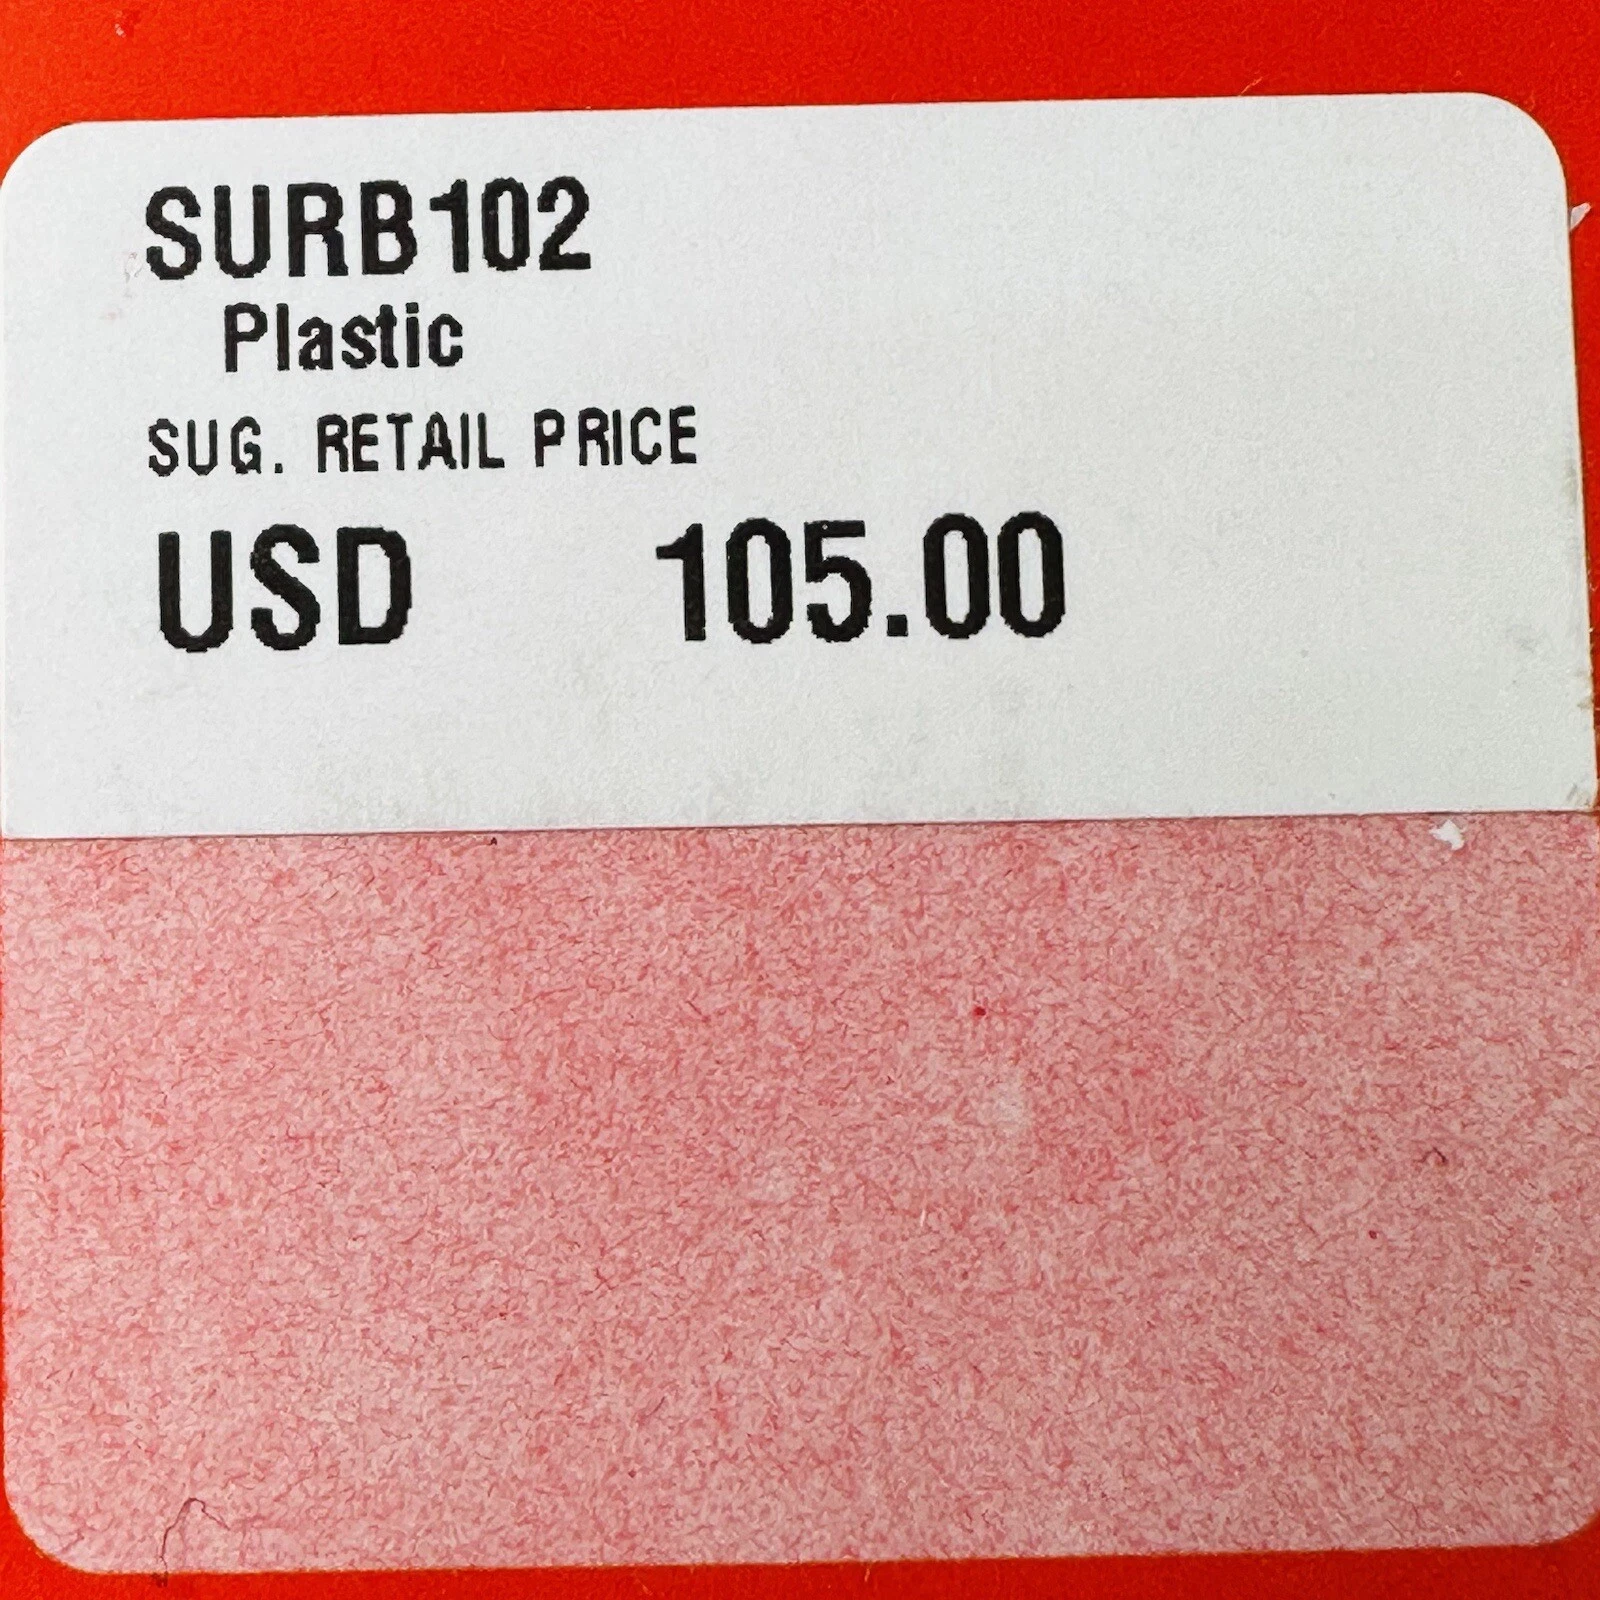 SURB102
Plastic
SUG. RETAIL PRICE
USD 105.00